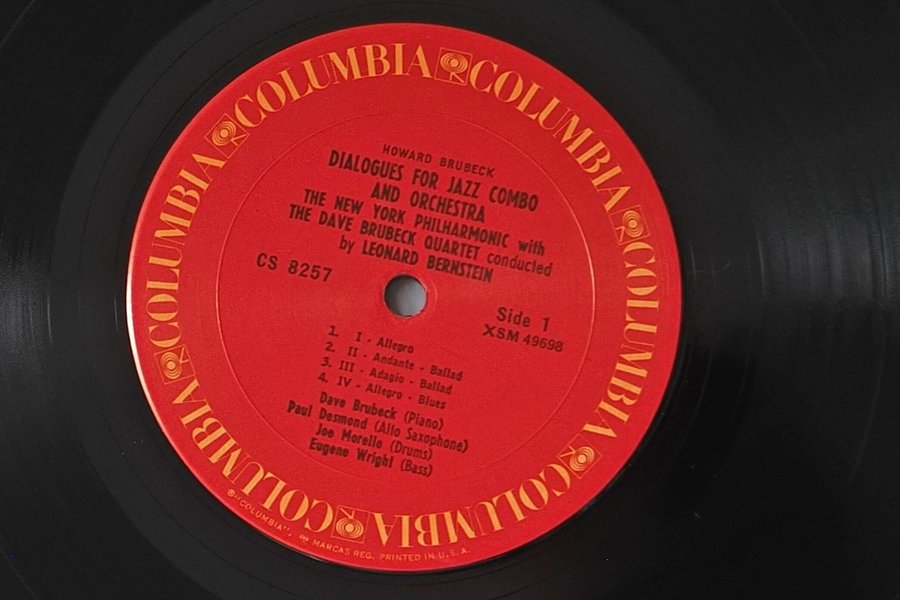 COLUMBIA COLUMBIA COLUMBIA COLUMBIA COLUMBIA COLUMBIA
HOWARD BRUBECK
DIALOGUES FOR JAZZ COMBO
AND ORCHESTRA
THE NEW YORK PHILHARMONIC with
THE DAVE BRUBECK QUARTET conducted
by LEONARD BERNSTEIN
CS 8257
Side 1
XSM 49698
1. I - Allegro
2. II - Andante - Ballad
3. III - Adagio - Ballad
4. IV - Allegro - Blues
Dave Brubeck (Piano)
Paul Desmond (Alto Saxophone)
Joe Morello (Drums)
Eugene Wright (Bass)
® "COLUMBIA", MARCAS REG. PRINTED IN U.S.A.